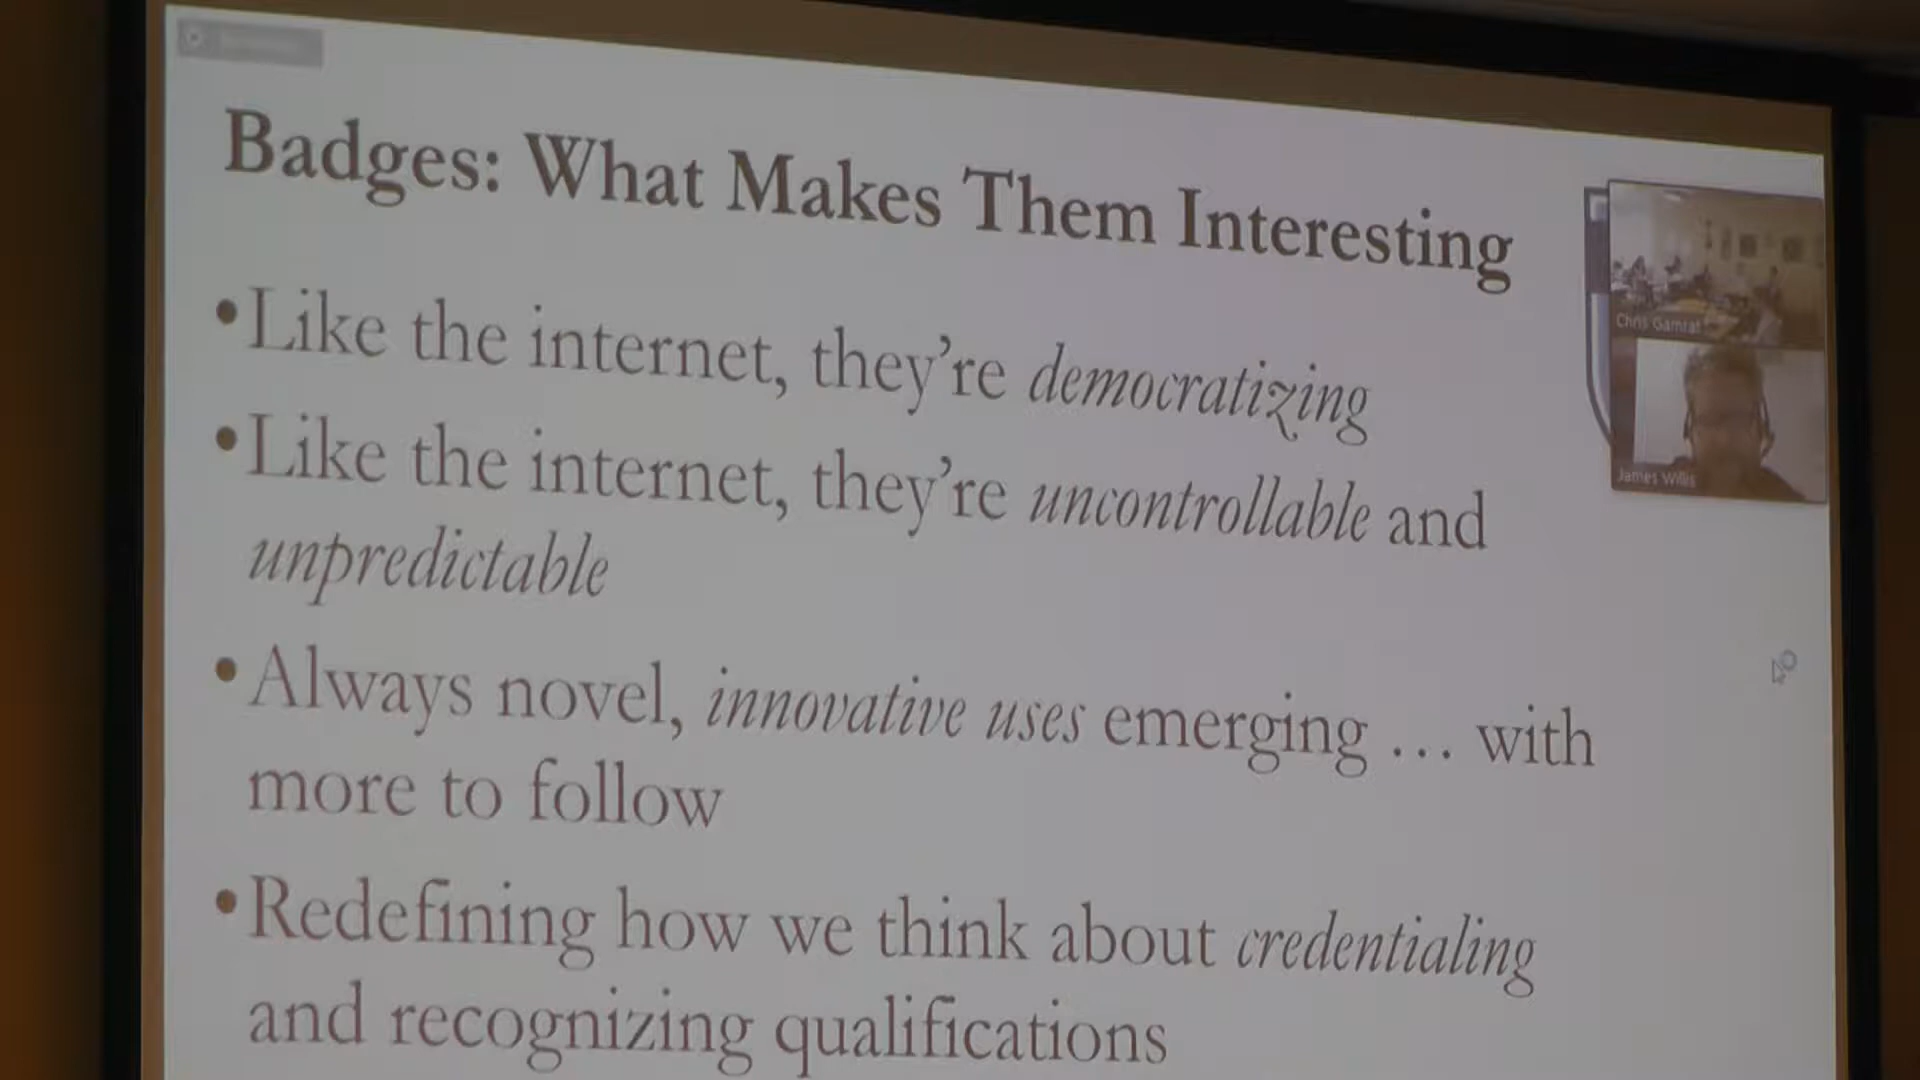 Badges: What Makes Them Interesting
•Like the internet, they're democratizing
•Like the internet, they're uncontrollable and
unpredictable
•Always novel, innovative uses emerging ... with
more to follow
•Redefining how we think about credentialing
and recognizing qualifications
Chris Gamrat
James Willis